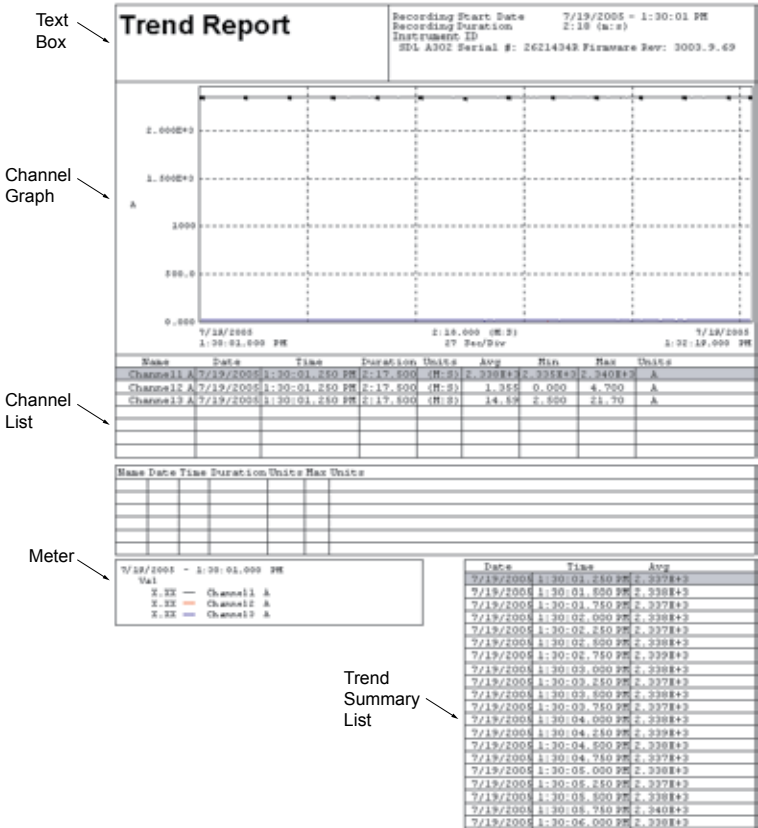 Text
Box
Trend Report
Recording Start Date 7/19/2005 - 1:30:01 PM
Recording Duration 2:18 (m:s)
Instrument ID
SDL A302 Serial #: 2621434R Firmware Rev: 3003.9.69
Channel
Graph
2.000E+3
1.500E+3
A
1000
500.0
0.000
7/19/2005 2:18.000 (M:S) 7/19/2005
1:30:01.000 PM 27 Sec/Div 1:32:19.000 PM
Channel
List
Name Date Time Duration Units Avg Min Max Units
Channel1 A 7/19/2005 1:30:01.250 PM 2:17.500 (M:S) 2.338E+3 2.335E+3 2.340E+3 A
Channel2 A 7/19/2005 1:30:01.250 PM 2:17.500 (M:S) 1.355 0.000 4.700 A
Channel3 A 7/19/2005 1:30:01.250 PM 2:17.500 (M:S) 14.59 2.500 21.70 A
Name Date Time Duration Units Max Units
Meter
7/19/2005 - 1:30:01.000 PM
Val
X.XX — Channel1 A
X.XX — Channel2 A
X.XX — Channel3 A
Trend
Summary
List
Date Time Avg
7/19/2005 1:30:01.250 PM 2.337E+3
7/19/2005 1:30:01.500 PM 2.338E+3
7/19/2005 1:30:01.750 PM 2.337E+3
7/19/2005 1:30:02.000 PM 2.338E+3
7/19/2005 1:30:02.250 PM 2.337E+3
7/19/2005 1:30:02.500 PM 2.338E+3
7/19/2005 1:30:02.750 PM 2.339E+3
7/19/2005 1:30:03.000 PM 2.338E+3
7/19/2005 1:30:03.250 PM 2.337E+3
7/19/2005 1:30:03.500 PM 2.338E+3
7/19/2005 1:30:03.750 PM 2.337E+3
7/19/2005 1:30:04.000 PM 2.338E+3
7/19/2005 1:30:04.250 PM 2.339E+3
7/19/2005 1:30:04.500 PM 2.338E+3
7/19/2005 1:30:04.750 PM 2.337E+3
7/19/2005 1:30:05.000 PM 2.338E+3
7/19/2005 1:30:05.250 PM 2.337E+3
7/19/2005 1:30:05.500 PM 2.338E+3
7/19/2005 1:30:05.750 PM 2.340E+3
7/19/2005 1:30:06.000 PM 2.338E+3